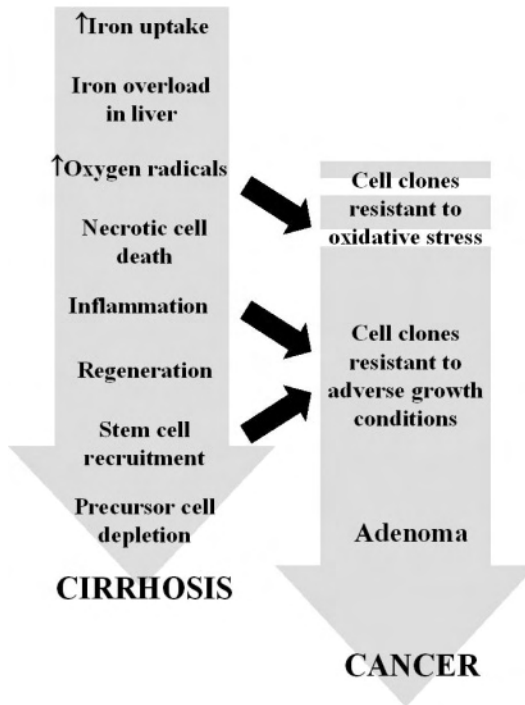 ↑Iron uptake
Iron overload
in liver
↑Oxygen radicals
Necrotic cell
death
Inflammation
Regeneration
Stem cell
recruitment
Precursor cell
depletion
CIRRHOSIS
Cell clones
resistant to
oxidative stress
Cell clones
resistant to
adverse growth
conditions
Adenoma
CANCER